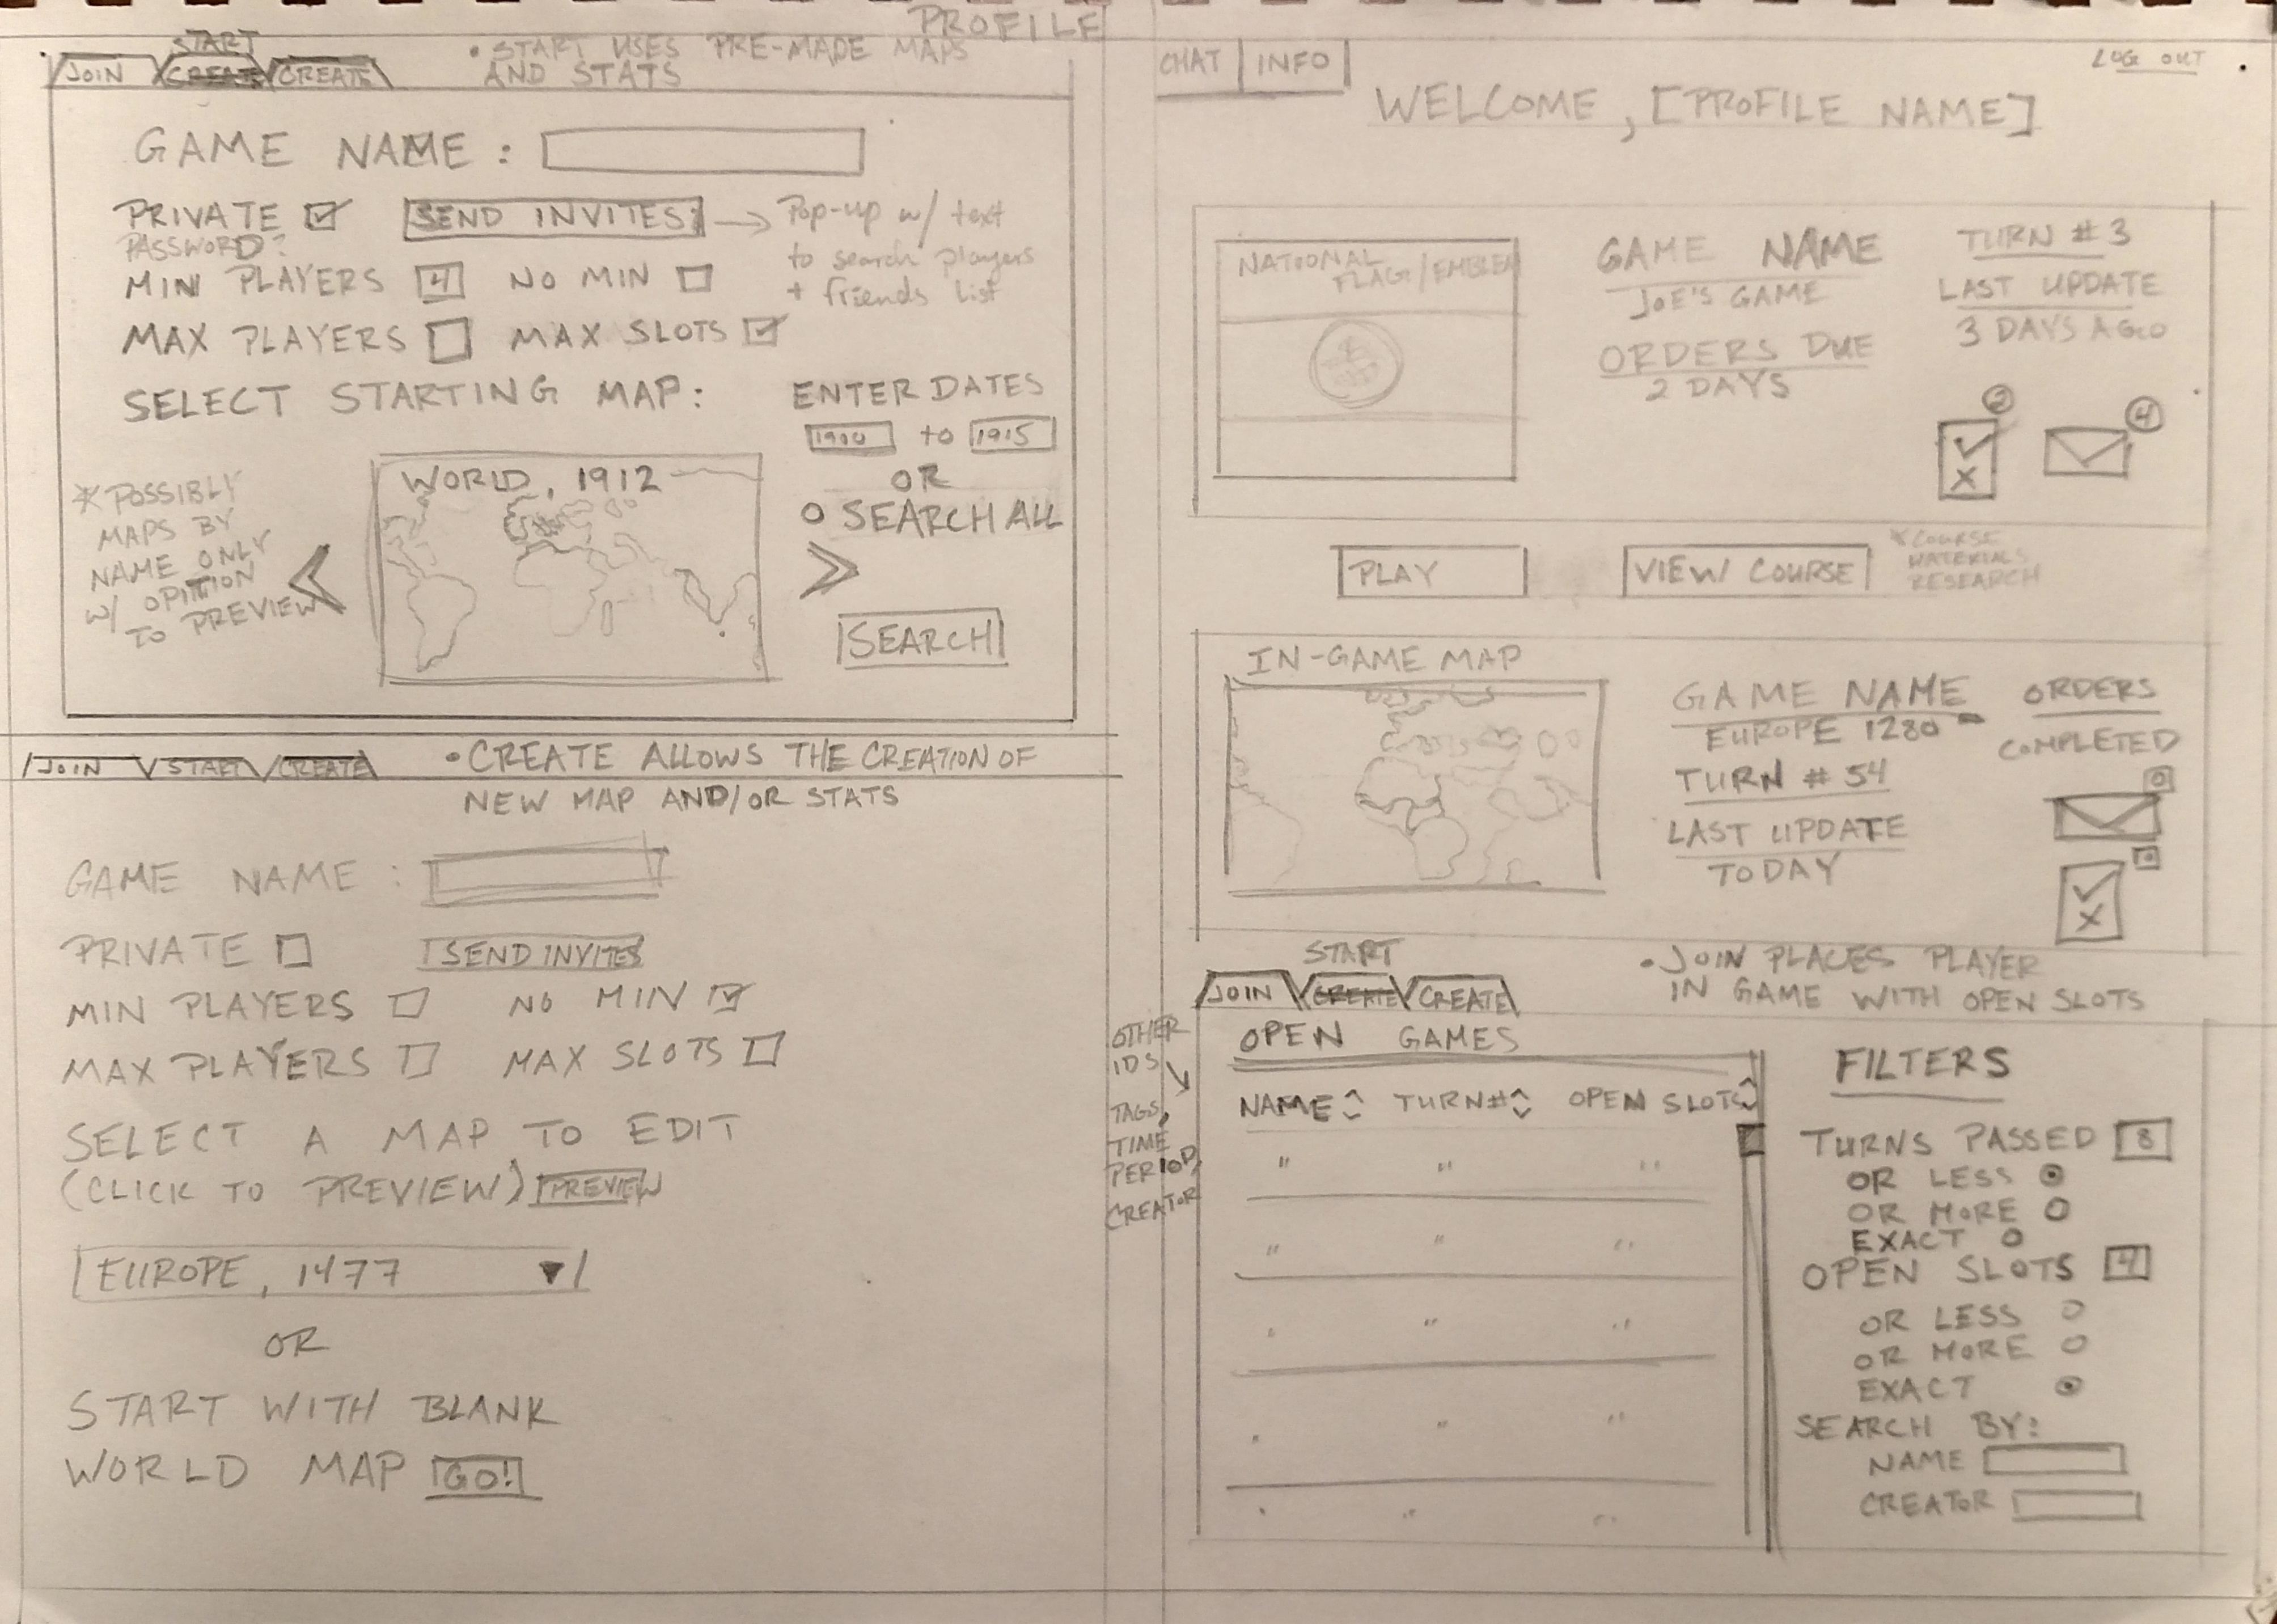 PROFILE
START
JOIN CREATE CREATE
• START USES PRE-MADE MAPS
AND STATS
GAME NAME :
PRIVATE SEND INVITES: → Pop-up w/ text
to search players
+ friends list
PASSWORD?
MIN PLAYERS 4 NO MIN
MAX PLAYERS MAX SLOTS
SELECT STARTING MAP:
ENTER DATES
1900 to 1915
OR
SEARCH ALL
SEARCH
WORLD, 1912
* POSSIBLY
MAPS BY
NAME ONLY
W/ OPITION
TO PREVIEW
JOIN START CREATE
• CREATE ALLOWS THE CREATION OF
NEW MAP AND/OR STATS
GAME NAME :
PRIVATE SEND INVITES
MIN PLAYERS NO MIN
MAX PLAYERS MAX SLOTS
SELECT A MAP TO EDIT
(CLICK TO PREVIEW) PREVIEW
EUROPE, 1477
OR
START WITH BLANK
WORLD MAP GO!
CHAT INFO
LOG OUT
WELCOME, [PROFILE NAME]
NATIONAL
FLAG/EMBLEM
GAME NAME
JOE'S GAME
ORDERS DUE
2 DAYS
TURN # 3
LAST UPDATE
3 DAYS AGO
2
4
PLAY
VIEW COURSE
* COURSE
MATERIALS
RESEARCH
IN-GAME MAP
GAME NAME
EUROPE 1280
TURN # 54
LAST UPDATE
TODAY
ORDERS
COMPLETED
0
START
JOIN CREATE CREATE
• JOIN PLACES PLAYER
IN GAME WITH OPEN SLOTS
OTHER
IDS
TAGS,
TIME
PERIOD,
CREATOR
OPEN GAMES
NAME TURN# OPEN SLOTS
" " "
" " "
" "
" "
" "
FILTERS
TURNS PASSED 8
OR LESS
OR MORE
EXACT
OPEN SLOTS 4
OR LESS
OR MORE
EXACT
SEARCH BY:
NAME
CREATOR